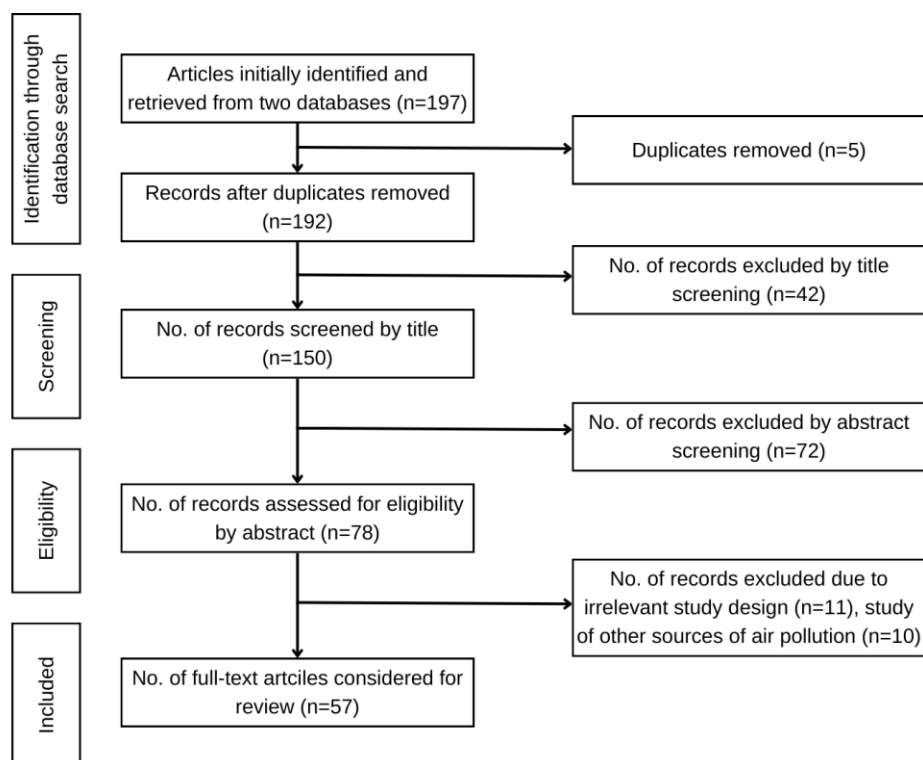 Identification through
database search
Articles initially identified and
retrieved from two databases (n=197)
Duplicates removed (n=5)
Records after duplicates removed
(n=192)
No. of records excluded by title
screening (n=42)
Screening
No. of records screened by title
(n=150)
No. of records excluded by abstract
screening (n=72)
Eligibility
No. of records assessed for eligibility
by abstract (n=78)
No. of records excluded due to
irrelevant study design (n=11), study
of other sources of air pollution (n=10)
Included
No. of full-text artciles considered for
review (n=57)